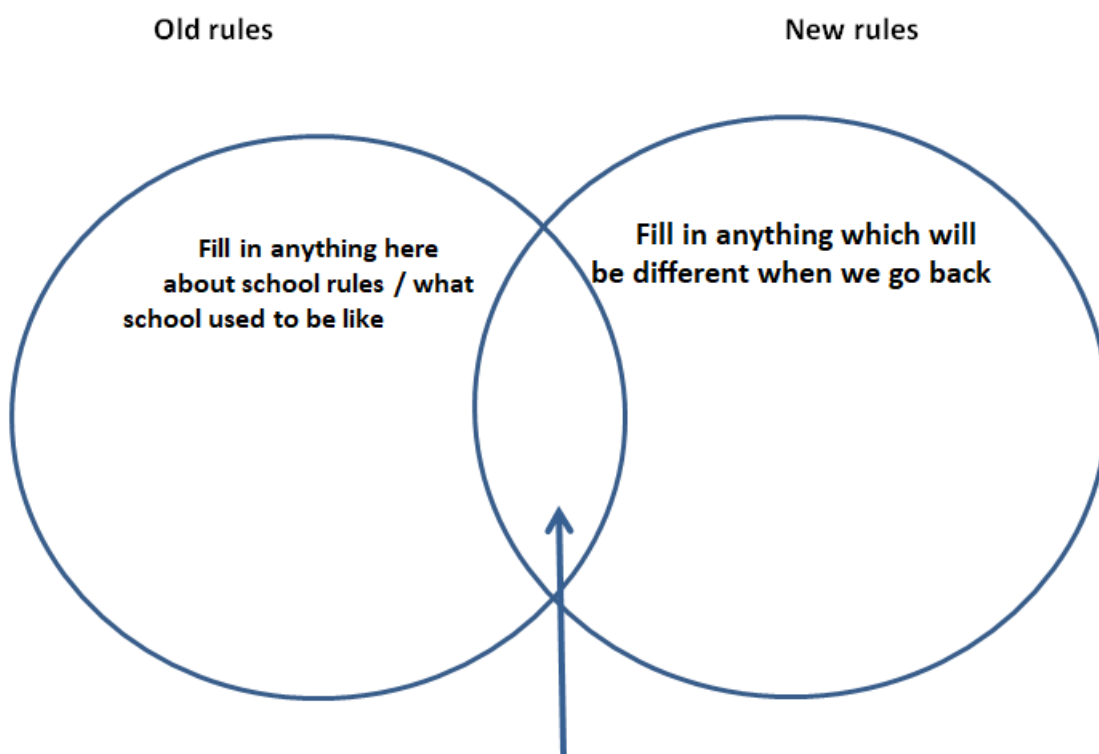 Old rules
New rules
Fill in anything here
about school rules / what
school used to be like
Fill in anything which will
be different when we go back